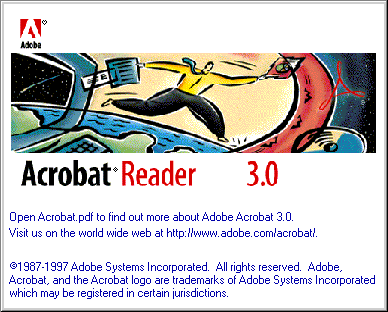 Adobe
Acrobat® Reader 3.0
Open Acrobat.pdf to find out more about Adobe Acrobat 3.0.
Visit us on the world wide web at http://www.adobe.com/acrobat/.
©1987-1997 Adobe Systems Incorporated. All rights reserved. Adobe,
Acrobat, and the Acrobat logo are trademarks of Adobe Systems Incorporated
which may be registered in certain jurisdictions.